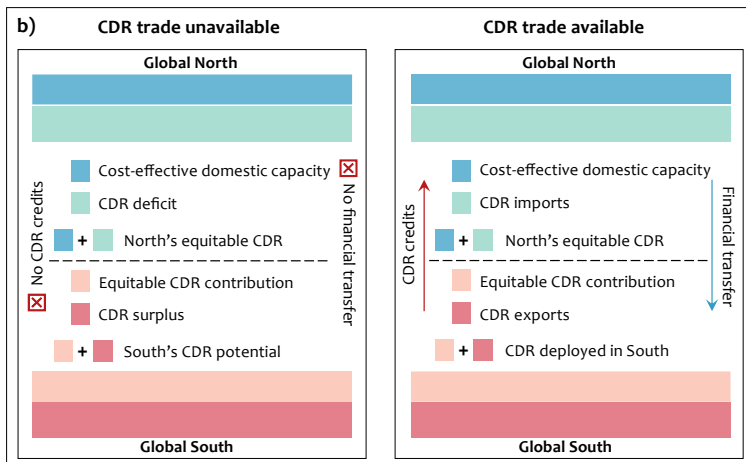 b)
CDR trade unavailable
CDR trade available
Global North
Cost-effective domestic capacity
CDR deficit
+ North's equitable CDR
Equitable CDR contribution
CDR surplus
+ South's CDR potential
No CDR credits
No financial transfer
Global South
Global North
Cost-effective domestic capacity
CDR imports
+ North's equitable CDR
Equitable CDR contribution
CDR exports
+ CDR deployed in South
CDR credits
Financial transfer
Global South